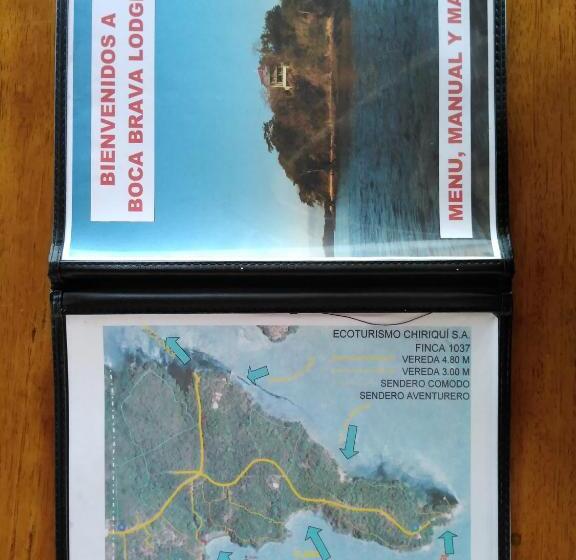 BIENVENIDOS A
BOCA BRAVA LODG
MENU, MANUAL Y MA
ECOTURISMO CHIRIQUÍ S.A.
FINCA 1037
VEREDA 4.80 M
VEREDA 3.00 M
SENDERO COMODO
SENDERO AVENTURERO